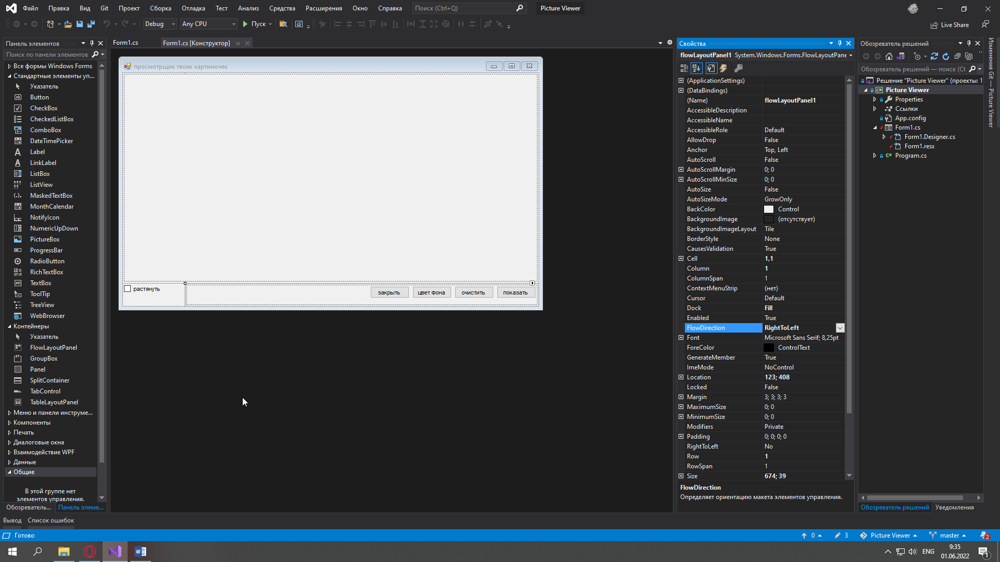 Файл Правка Вид Git Проект Сборка Отладка Тест Анализ Средства Расширения Окно Справка Поиск (Ctrl+Q) Picture Viewer
Debug Any CPU Пуск Live Share
Панель элементов
Поиск по панели элементов
Все формы Windows Forms
Стандартные элементы уп...
Указатель
Button
CheckBox
CheckedListBox
ComboBox
DateTimePicker
Label
LinkLabel
ListBox
ListView
MaskedTextBox
MonthCalendar
NotifyIcon
NumericUpDown
PictureBox
ProgressBar
RadioButton
RichTextBox
TextBox
ToolTip
TreeView
WebBrowser
Контейнеры
Указатель
FlowLayoutPanel
GroupBox
Panel
SplitContainer
TabControl
TableLayoutPanel
Меню и панели инструме...
Компоненты
Печать
Диалоговые окна
Взаимодействие WPF
Данные
Общие
В этой группе нет
элементов управления.
Обозреватель... Панель элеме...
Form1.cs Form1.cs [Конструктор]
просмотрщик твоих картиночек
растянуть закрыть цвет фона очистить показать
Свойства
flowLayoutPanel1 System.Windows.Forms.FlowLayoutPane
(ApplicationSettings)
(DataBindings)
(Name) flowLayoutPanel1
AccessibleDescription
AccessibleName
AccessibleRole Default
AllowDrop False
Anchor Top, Left
AutoScroll False
AutoScrollMargin 0; 0
AutoScrollMinSize 0; 0
AutoSize False
AutoSizeMode GrowOnly
BackColor Control
BackgroundImage (отсутствует)
BackgroundImageLayout Tile
BorderStyle None
CausesValidation True
Cell 1,1
Column 1
ColumnSpan 1
ContextMenuStrip (нет)
Cursor Default
Dock Fill
Enabled True
FlowDirection RightToLeft
Font Microsoft Sans Serif; 8,25pt
ForeColor ControlText
GenerateMember True
ImeMode NoControl
Location 123; 408
Locked False
Margin 3; 3; 3; 3
MaximumSize 0; 0
MinimumSize 0; 0
Modifiers Private
Padding 0; 0; 0; 0
RightToLeft No
Row 1
RowSpan 1
Size 674; 39
FlowDirection
Определяет ориентацию макета элементов управления.
Обозреватель решений
Обозреватель решений — поиск (Ct
Решение "Picture Viewer" (проекты: 1
Picture Viewer
Properties
Ссылки
App.config
Form1.cs
Form1.Designer.cs
Form1.resx
Program.cs
Обозреватель решений Уведомления
Изменения Git — Picture Viewer
Вывод Список ошибок
Готово 0 3 Picture Viewer master 2
ENG 9:35
01.06.2022 1